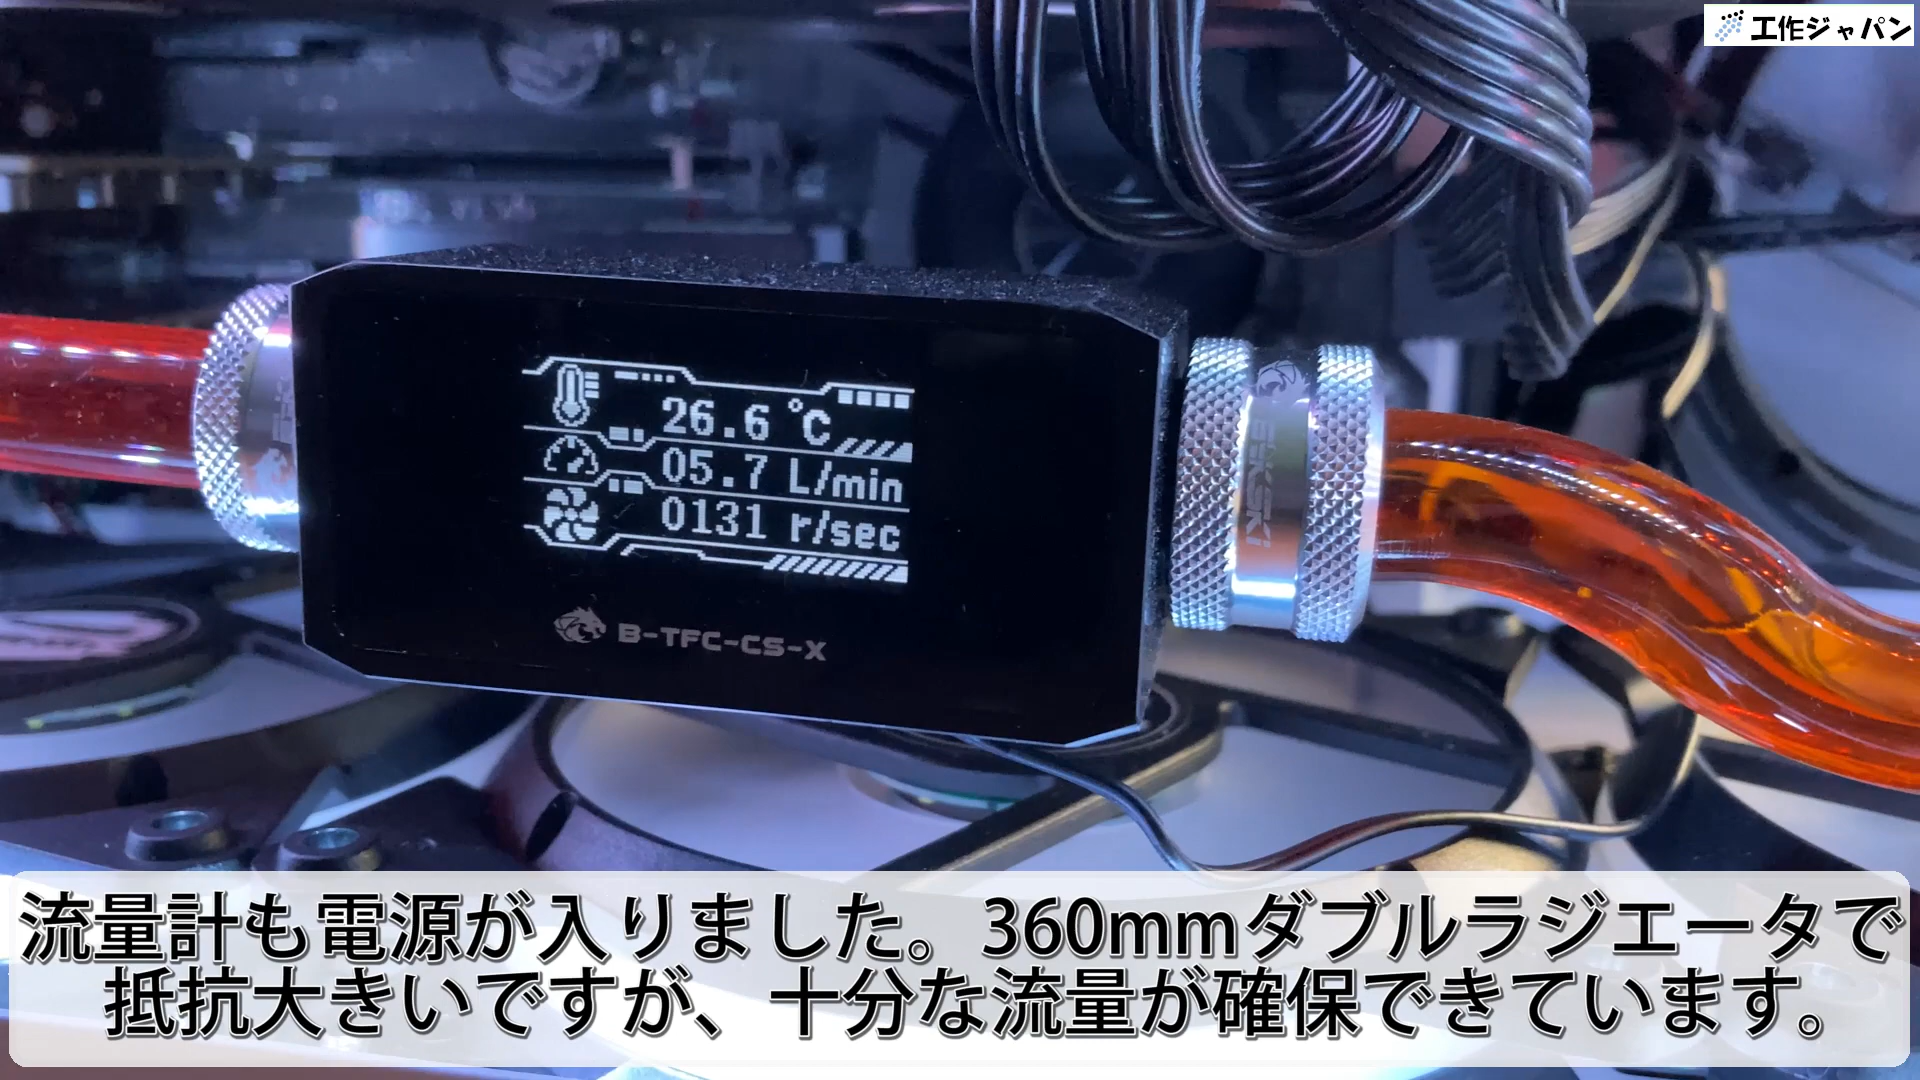 工作ジャパン
26.6 ℃
05.7 L/min
0131 r/sec
B-TFC-CS-X
BYKSKI
流量計も電源が入りました。360mmダブルラジエータで
抵抗大きいですが、十分な流量が確保できています。